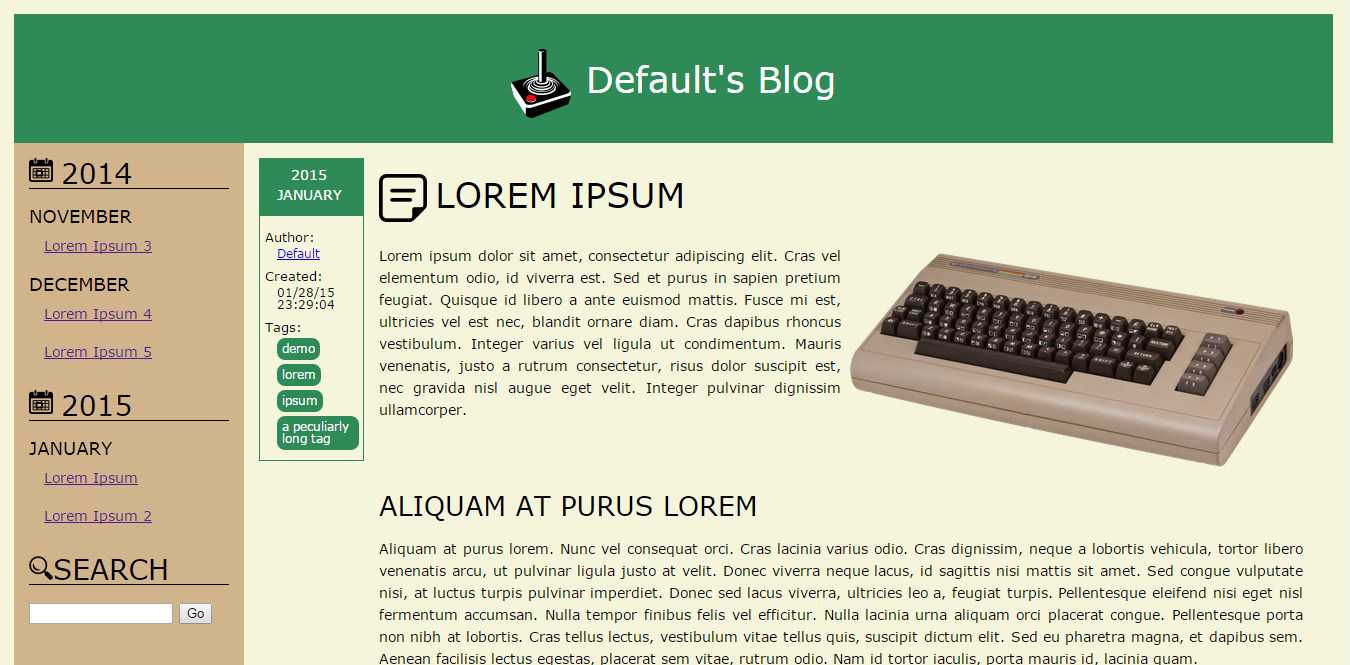 Default's Blog
2014
NOVEMBER
Lorem Ipsum 3
DECEMBER
Lorem Ipsum 4
Lorem Ipsum 5
2015
JANUARY
Lorem Ipsum
Lorem Ipsum 2
SEARCH
Go
2015
JANUARY
Author:
Default
Created:
01/28/15
23:29:04
Tags:
demo
lorem
ipsum
a peculiarly
long tag
LOREM IPSUM
Lorem ipsum dolor sit amet, consectetur adipiscing elit. Cras vel
elementum odio, id viverra est. Sed et purus in sapien pretium
feugiat. Quisque id libero a ante euismod mattis. Fusce mi est,
ultricies vel est nec, blandit ornare diam. Cras dapibus rhoncus
vestibulum. Integer varius vel ligula ut condimentum. Mauris
venenatis, justo a rutrum consectetur, risus dolor suscipit est,
nec gravida nisl augue eget velit. Integer pulvinar dignissim
ullamcorper.
ALIQUAM AT PURUS LOREM
Aliquam at purus lorem. Nunc vel consequat orci. Cras lacinia varius odio. Cras dignissim, neque a lobortis vehicula, tortor libero
venenatis arcu, ut pulvinar ligula justo at velit. Donec viverra neque lacus, id sagittis nisi mattis sit amet. Sed congue vulputate
nisi, at luctus turpis pulvinar imperdiet. Donec sed lacus viverra, ultricies leo a, feugiat turpis. Pellentesque eleifend nisi eget nisl
fermentum accumsan. Nulla tempor finibus felis vel efficitur. Nulla lacinia urna aliquam orci placerat congue. Pellentesque porta
non nibh at lobortis. Cras tellus lectus, vestibulum vitae tellus quis, suscipit dictum elit. Sed eu pharetra magna, et dapibus sem.
Aenean facilisis lectus egestas, placerat sem vitae, rutrum odio. Nam id tortor iaculis, porta mauris id, lacinia quam.